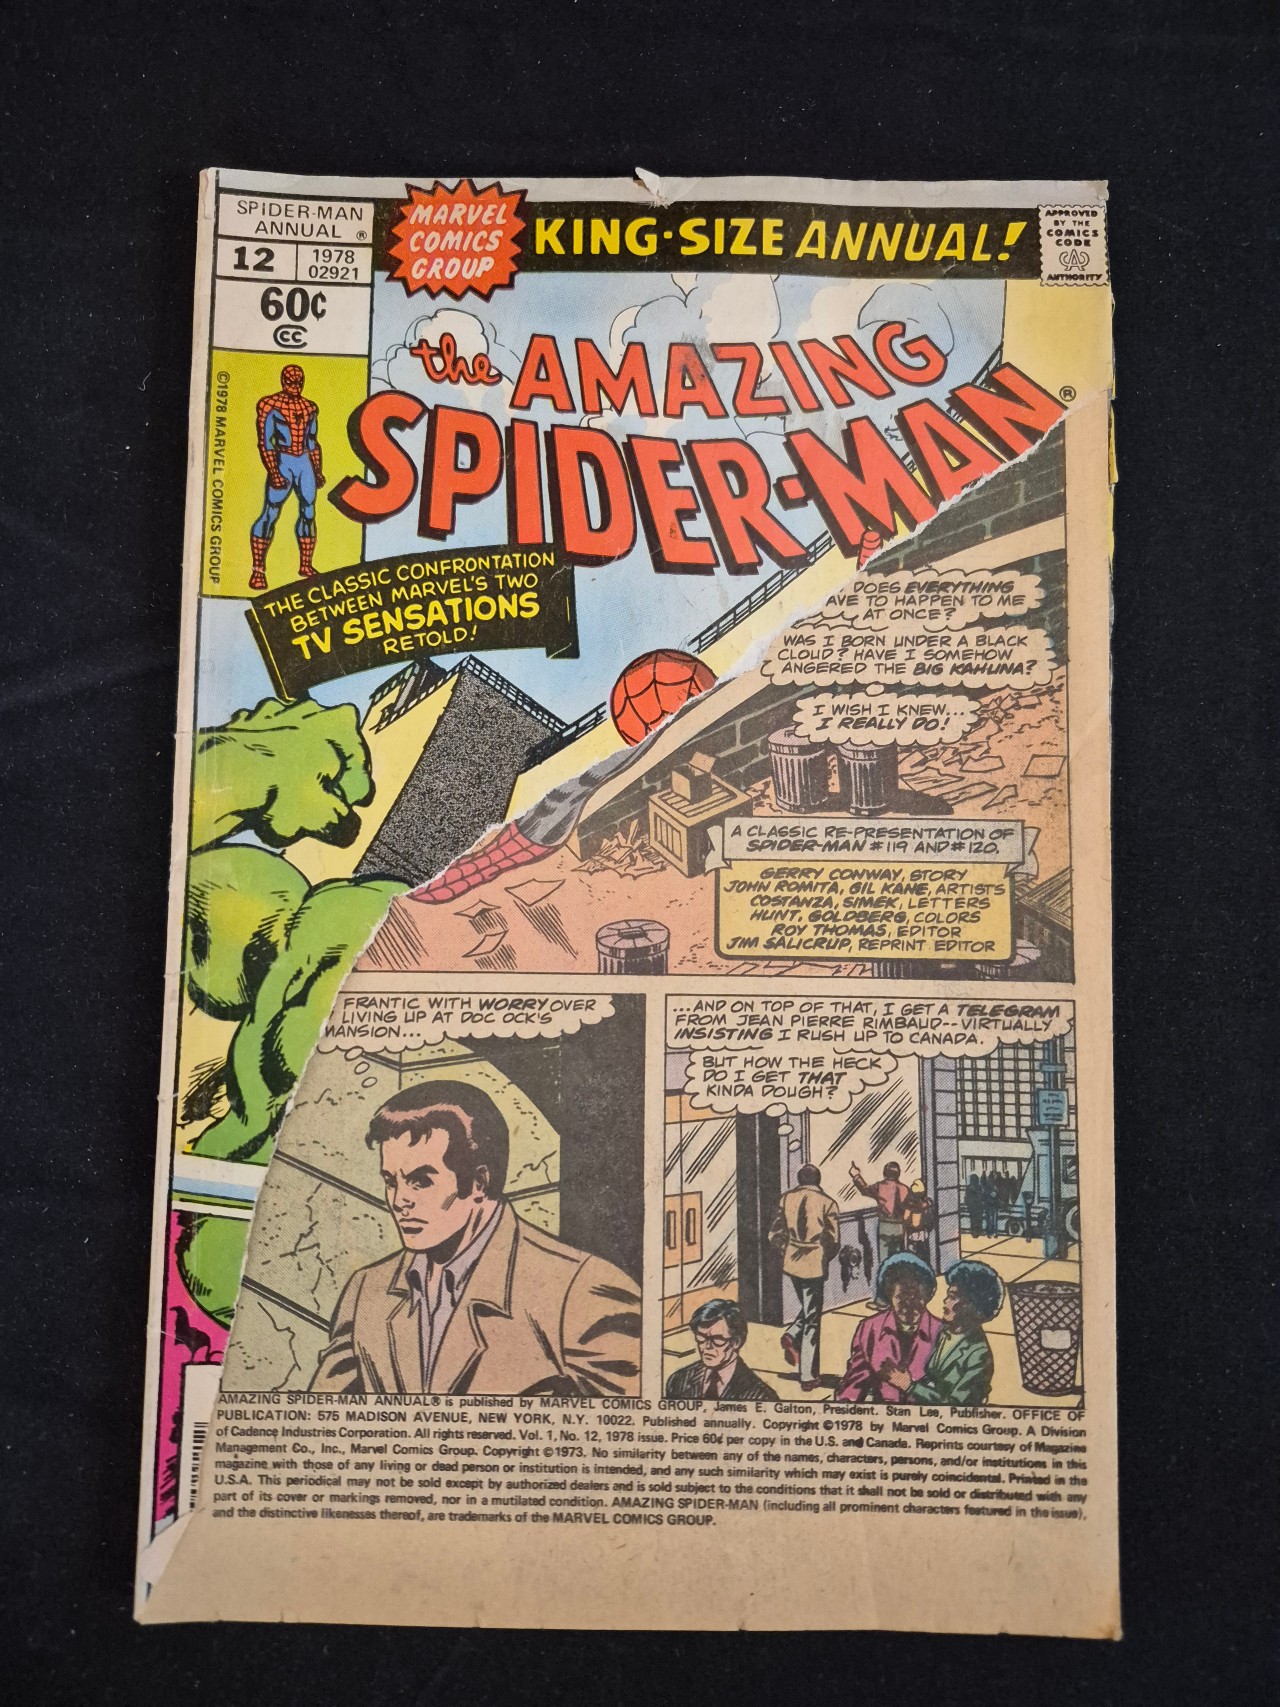 SPIDER-MAN
ANNUAL ®
12
1978
02921
60¢
CC
MARVEL
COMICS
GROUP
KING-SIZE ANNUAL!
APPROVED
BY THE
COMICS
CODE
CA
AUTHORITY
©1978 MARVEL COMICS GROUP
the AMAZING
SPIDER-MAN ®
THE CLASSIC CONFRONTATION
BETWEEN MARVEL'S TWO
TV SENSATIONS
RETOLD!
DOES EVERYTHING
AVE TO HAPPEN TO ME
AT ONCE?
WAS I BORN UNDER A BLACK
CLOUD? HAVE I SOMEHOW
ANGERED THE BIG KAHUNA?
I WISH I KNEW...
I REALLY DO!
A CLASSIC RE-PRESENTATION OF
SPIDER-MAN #119 AND #120.
GERRY CONWAY, STORY
JOHN ROMITA, GIL KANE, ARTISTS
COSTANZA, SIMEK, LETTERS
HUNT, GOLDBERG, COLORS
ROY THOMAS, EDITOR
JIM SALICRUP, REPRINT EDITOR
FRANTIC WITH WORRY OVER
LIVING UP AT DOC OCK'S
MANSION...
...AND ON TOP OF THAT, I GET A TELEGRAM
FROM JEAN PIERRE RIMBAUD--VIRTUALLY
INSISTING I RUSH UP TO CANADA.
BUT HOW THE HECK
DO I GET THAT
KINDA DOUGH?
AMAZING SPIDER-MAN ANNUAL® is published by MARVEL COMICS GROUP, James E. Galton, President. Stan Lee, Publisher. OFFICE OF
PUBLICATION: 575 MADISON AVENUE, NEW YORK, N.Y. 10022. Published annually. Copyright ©1978 by Marvel Comics Group. A Division
of Cadence Industries Corporation. All rights reserved. Vol. 1, No. 12, 1978 issue. Price 60¢ per copy in the U.S. and Canada. Reprints courtesy of Magazine
Management Co., Inc., Marvel Comics Group. Copyright ©1973. No similarity between any of the names, characters, persons, and/or institutions in this
magazine with those of any living or dead person or institution is intended, and any such similarity which may exist is purely coincidental. Printed in the
U.S.A. This periodical may not be sold except by authorized dealers and is sold subject to the conditions that it shall not be sold or distributed with any
part of its cover or markings removed, nor in a mutilated condition. AMAZING SPIDER-MAN (including all prominent characters featured in the issue),
and the distinctive likenesses thereof, are trademarks of the MARVEL COMICS GROUP.